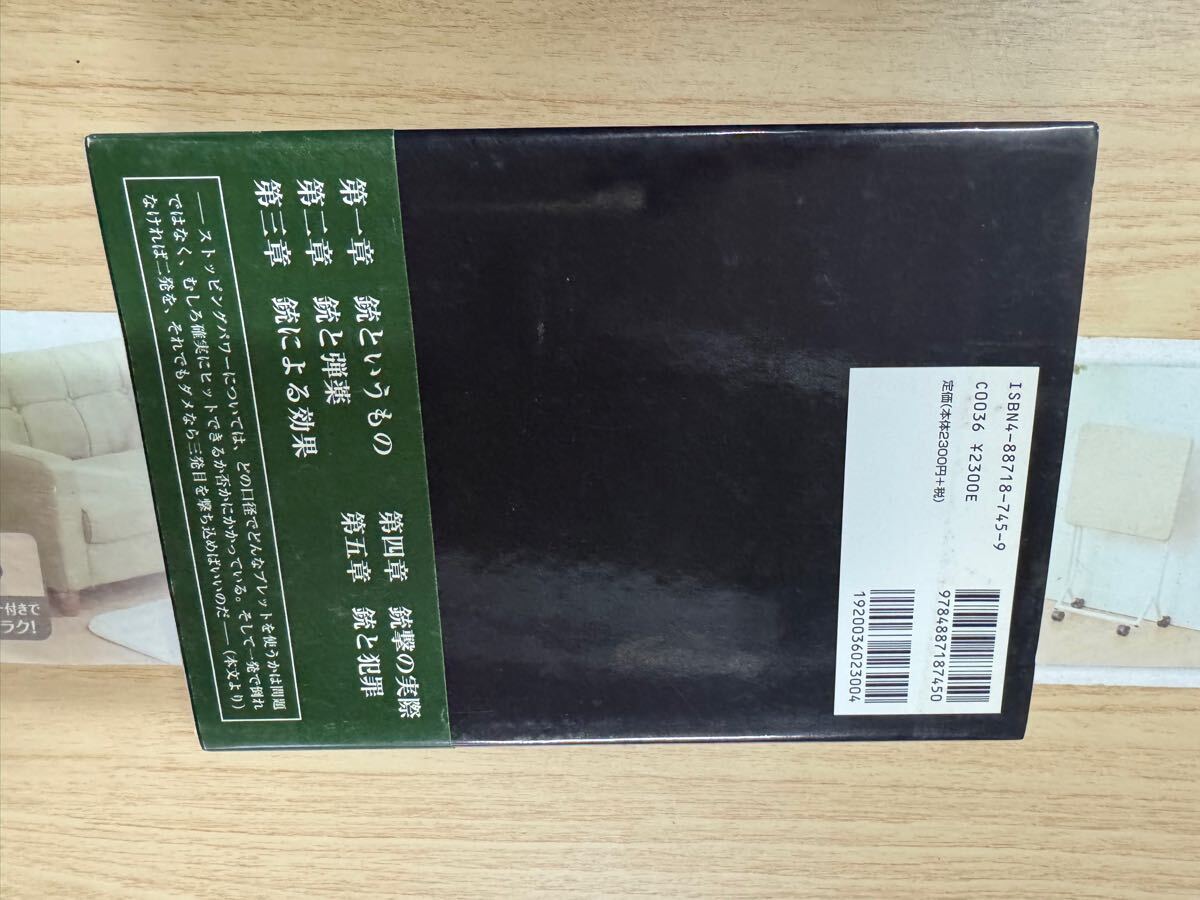 ISBN4-88718-745-9
C0036 ¥2300E
定価(本体2300円+税)
9784887187450
1920036023004
第一章 銃というもの
第二章 銃と弾薬
第三章 銃による効果
第四章 銃撃の実際
第五章 銃と犯罪
――ストッピングパワーについては、どの口径でどんなブレットを使うかは問題
ではなく、むしろ確実にヒットできるか否かにかかっている。そして一発で倒れ
なければ二発を、それでもダメなら三発目を撃ち込めばいいのだ――(本文より)
付きで
ラク!